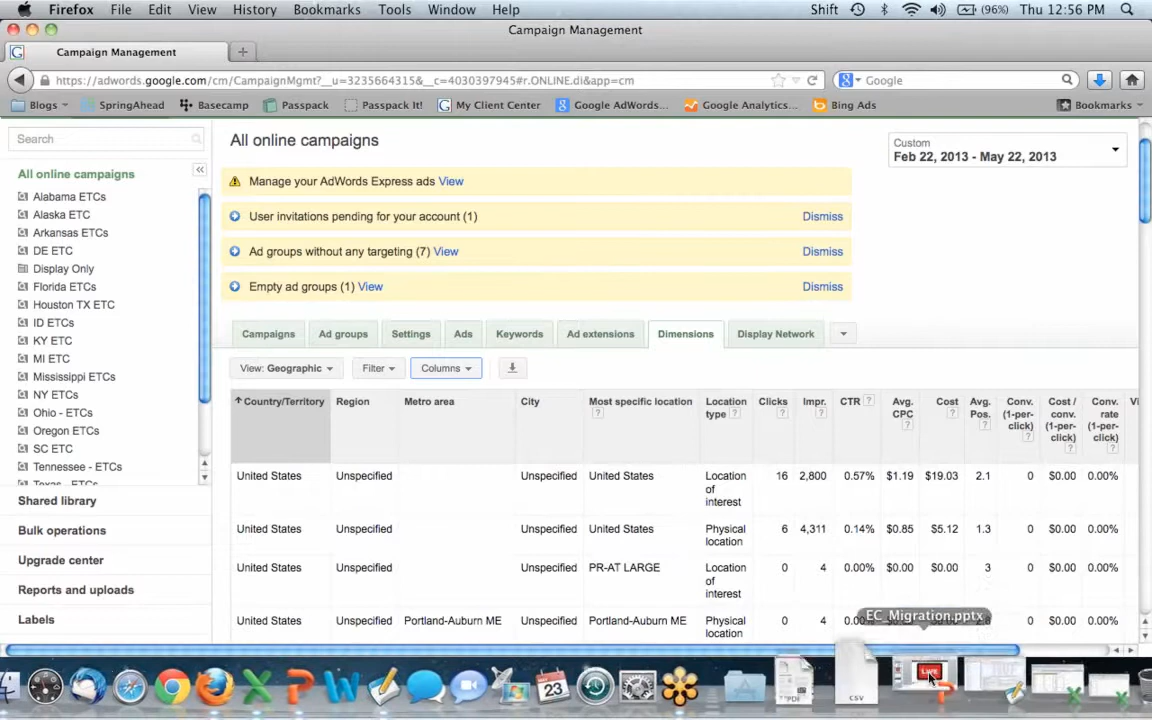 Firefox File Edit View History Bookmarks Tools Window Help Shift (96%) Thu 12:56 PM
Campaign Management
Campaign Management
https://adwords.google.com/cm/CampaignMgmt?__u=3235664315&__c=4030397945#r.ONLINE.di&app=cm Google
Blogs SpringAhead Basecamp Passpack Passpack It! My Client Center Google AdWords... Google Analytics... Bing Ads Bookmarks
Search
All online campaigns
Alabama ETCs
Alaska ETC
Arkansas ETCs
DE ETC
Display Only
Florida ETCs
Houston TX ETC
ID ETCs
KY ETC
MI ETC
Mississippi ETCs
NY ETCs
Ohio - ETCs
Oregon ETCs
SC ETC
Tennessee - ETCs
Texas - ETCs
Shared library
Bulk operations
Upgrade center
Reports and uploads
Labels
All online campaigns
Custom
Feb 22, 2013 - May 22, 2013
Manage your AdWords Express ads View
User invitations pending for your account (1) Dismiss
Ad groups without any targeting (7) View Dismiss
Empty ad groups (1) View Dismiss
Campaigns Ad groups Settings Ads Keywords Ad extensions Dimensions Display Network
View: Geographic Filter Columns
Country/Territory Region Metro area City Most specific location ? Location type ? Clicks ? Impr. ? CTR ? Avg. CPC ? Cost ? Avg. Pos. ? Conv. (1-per-click) ? Cost / conv. (1-per-click) ? Conv. rate (1-per-click) ? Vi
United States Unspecified Unspecified United States Location of interest 16 2,800 0.57% $1.19 $19.03 2.1 0 $0.00 0.00%
United States Unspecified Unspecified United States Physical location 6 4,311 0.14% $0.85 $5.12 1.3 0 $0.00 0.00%
United States Unspecified Unspecified PR-AT LARGE Location of interest 0 4 0.00% $0.00 $0.00 3 0 $0.00 0.00%
United States Unspecified Portland-Auburn ME Unspecified Portland-Auburn ME Physical location 0 4 0 $0.00 0.00%
EC_Migration.pptx
23
CSV